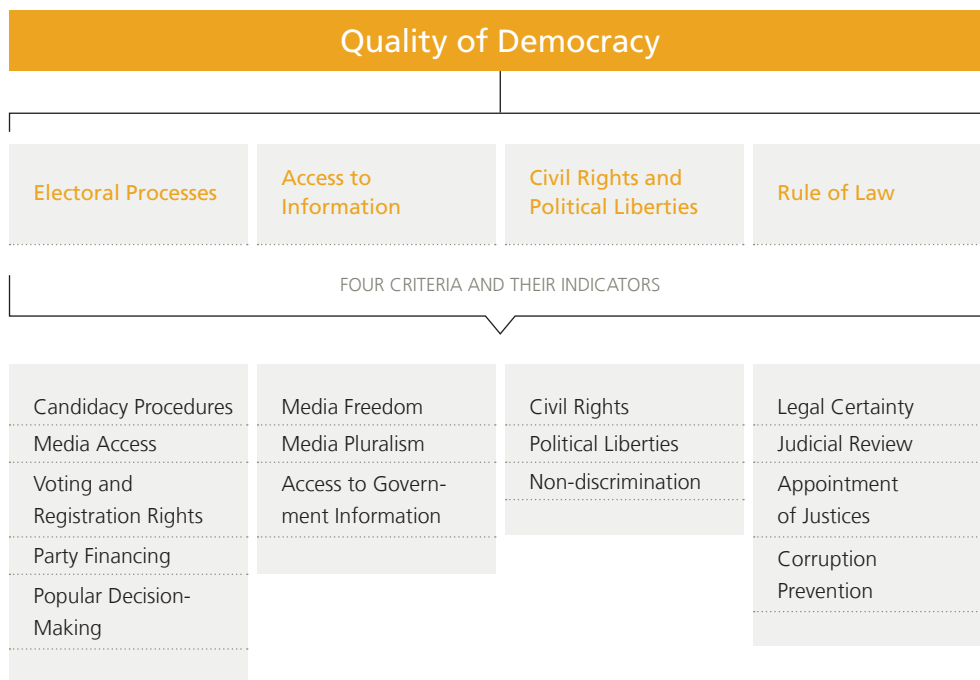 Quality of Democracy
Electoral Processes
Access to
Information
Civil Rights and
Political Liberties
Rule of Law
FOUR CRITERIA AND THEIR INDICATORS
Candidacy Procedures
Media Access
Voting and
Registration Rights
Party Financing
Popular Decision-
Making
Media Freedom
Media Pluralism
Access to Govern-
ment Information
Civil Rights
Political Liberties
Non-discrimination
Legal Certainty
Judicial Review
Appointment
of Justices
Corruption
Prevention